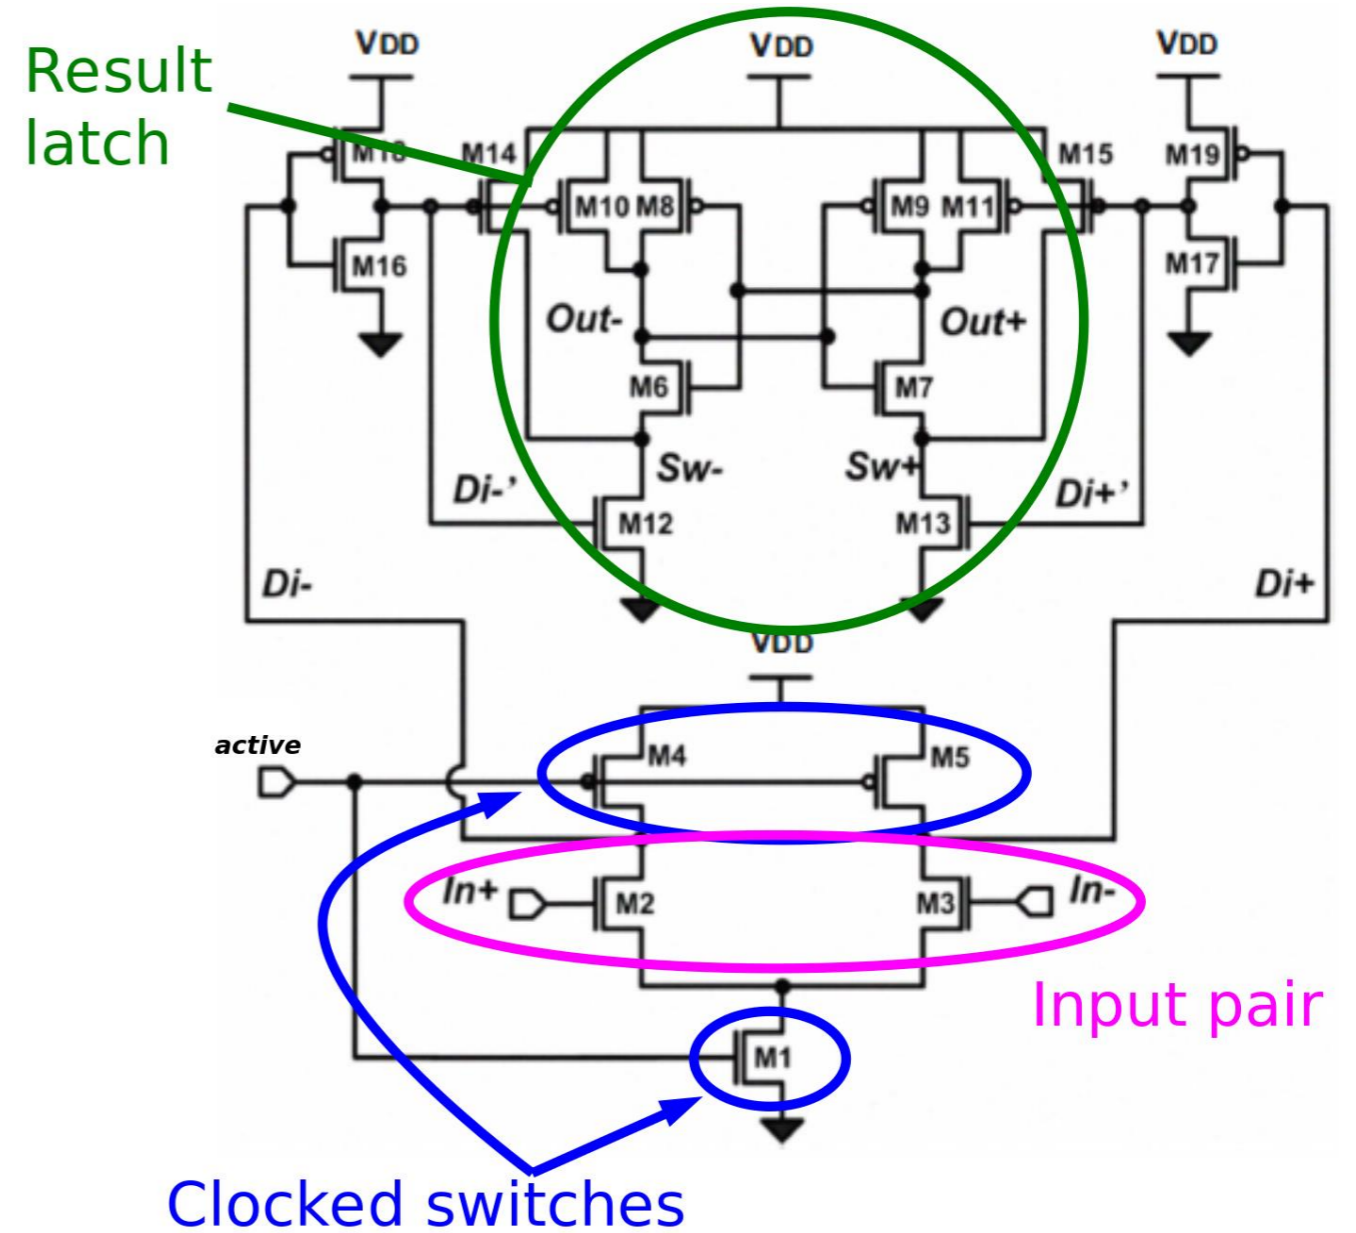 VDD VDD VDD
Result
latch
M18 M14 M15 M19
M10 M8 M9 M11
M16 M17
Out- Out+
M6 M7
Sw- Sw+
Di-’ Di+’
M12 M13
Di- Di+
VDD
active
M4 M5
In+ In-
M2 M3
Input pair
M1
Clocked switches